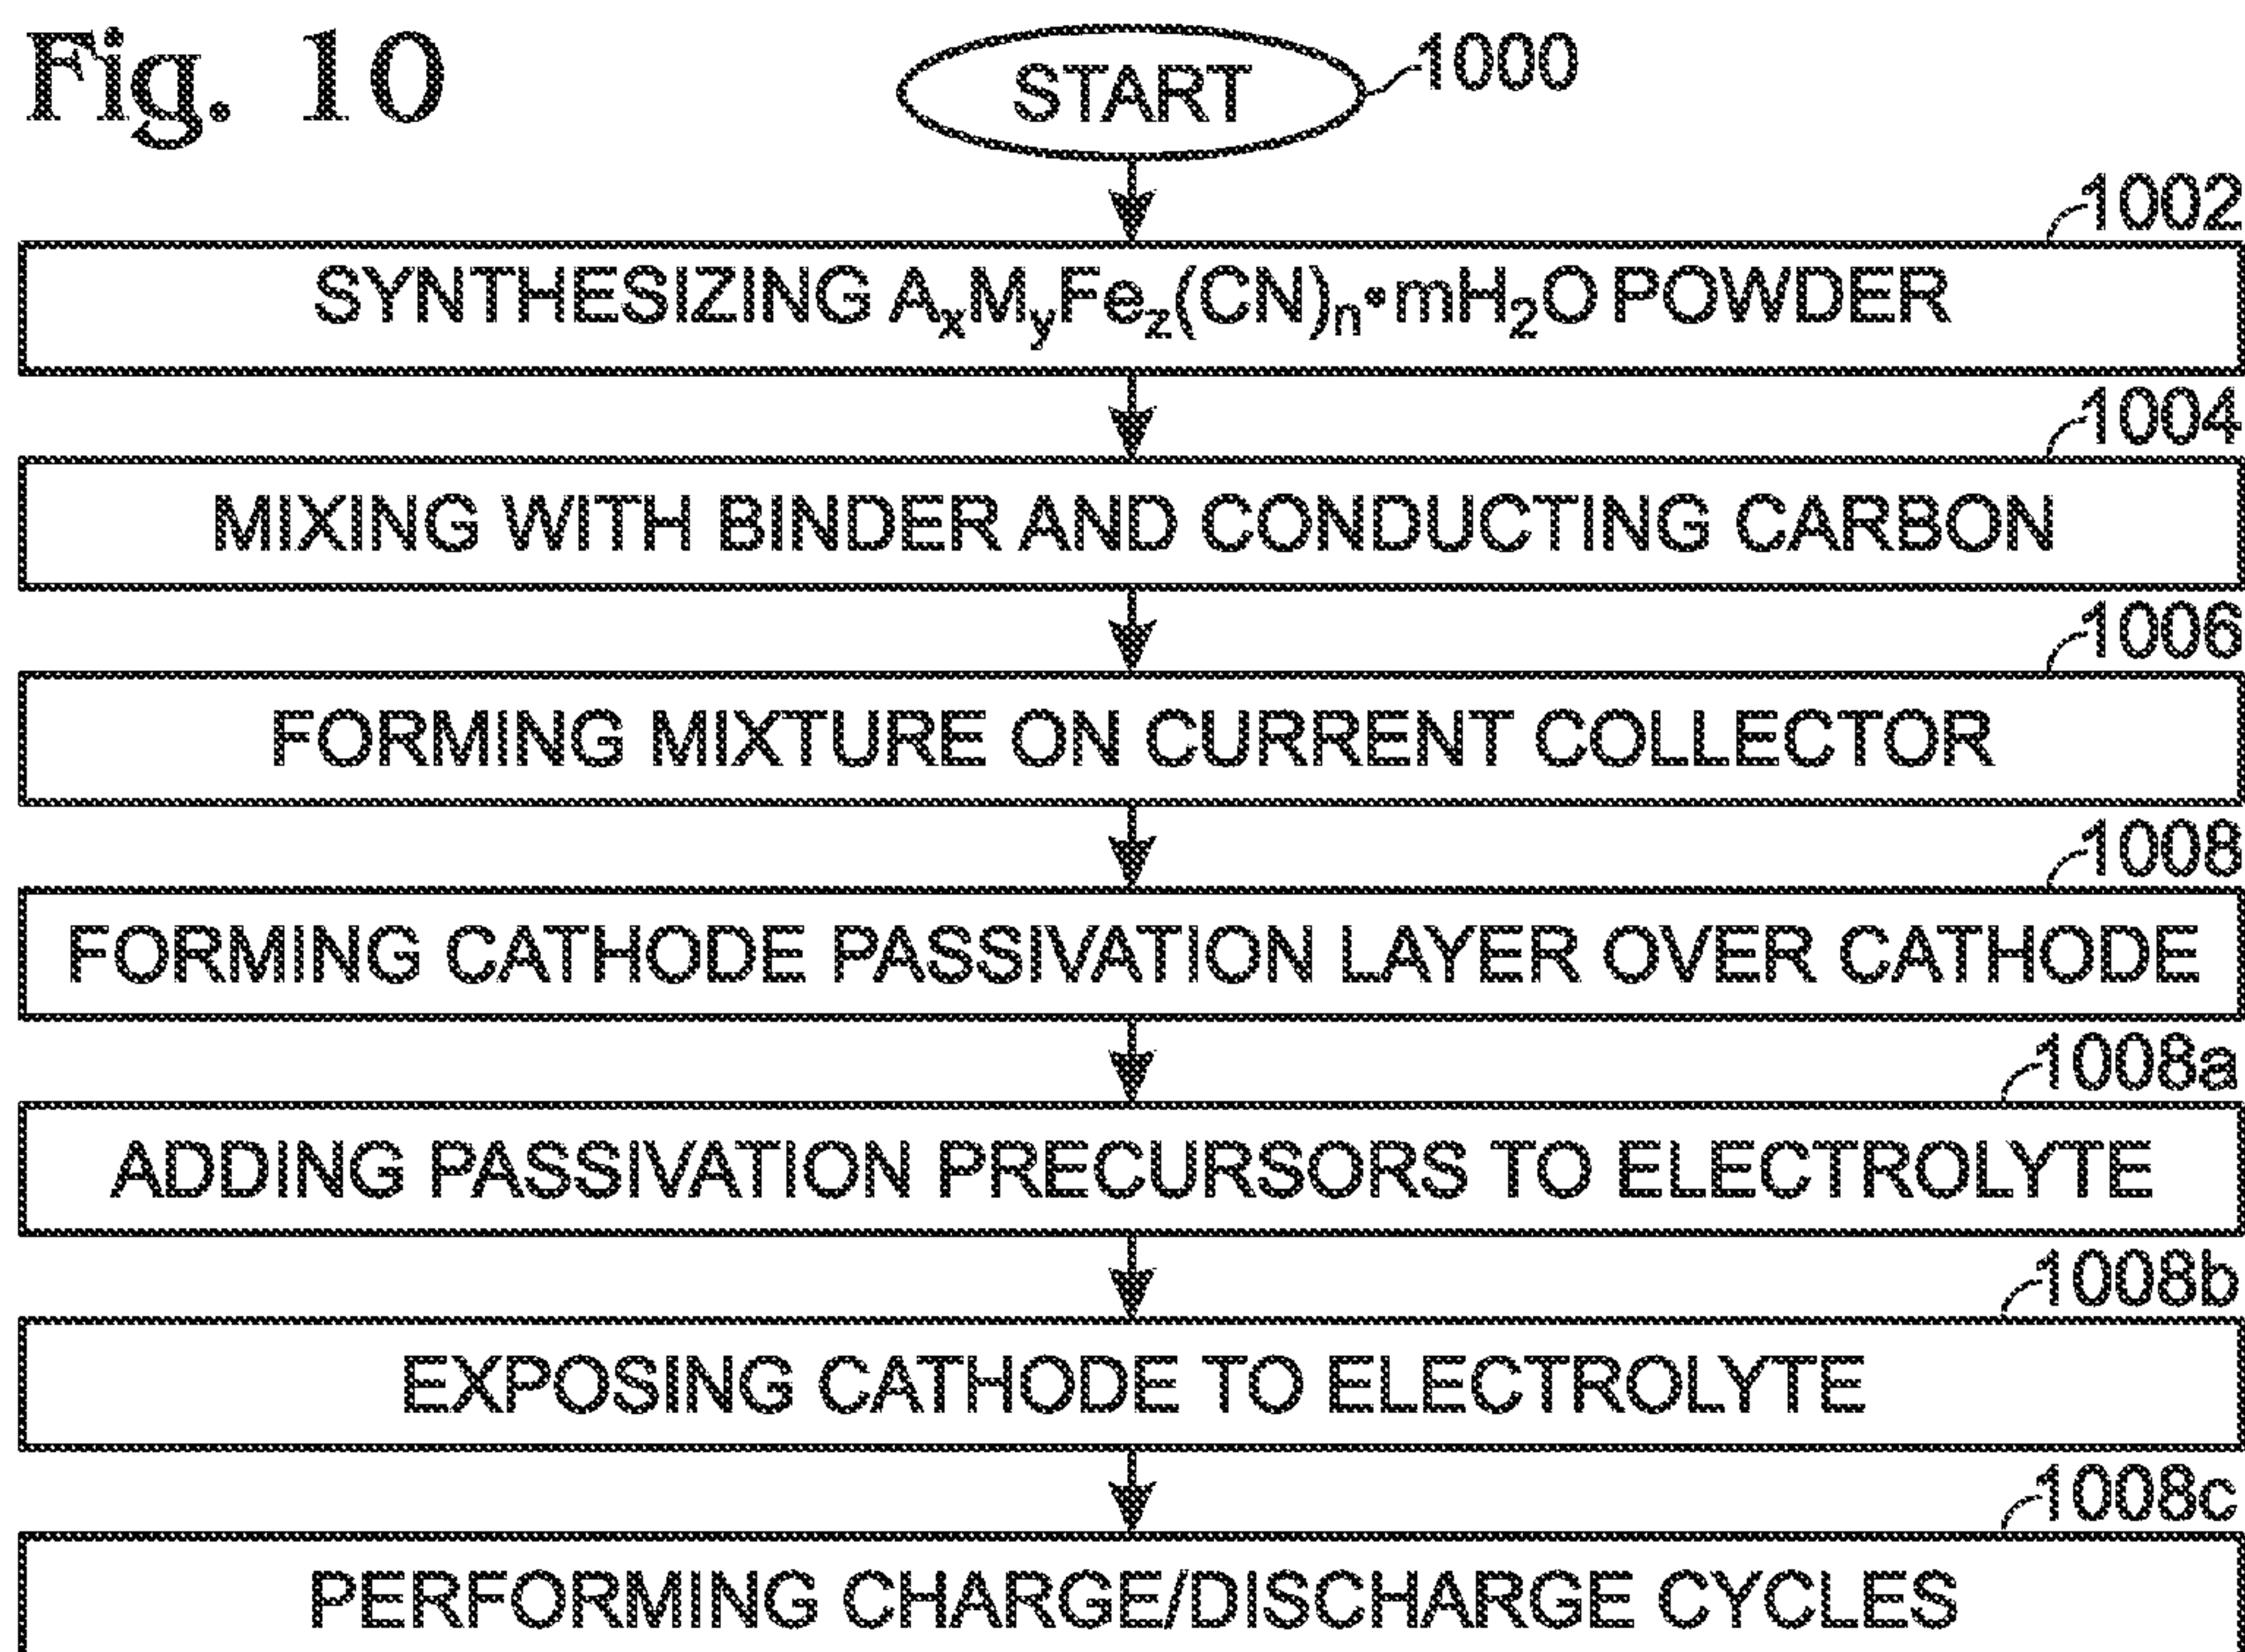 Fig. 10
START 1000
1002
SYNTHESIZING AₓMᵧFe_z(CN)ₙ•mH₂O POWDER
1004
MIXING WITH BINDER AND CONDUCTING CARBON
1006
FORMING MIXTURE ON CURRENT COLLECTOR
1008
FORMING CATHODE PASSIVATION LAYER OVER CATHODE
1008a
ADDING PASSIVATION PRECURSORS TO ELECTROLYTE
1008b
EXPOSING CATHODE TO ELECTROLYTE
1008c
PERFORMING CHARGE/DISCHARGE CYCLES